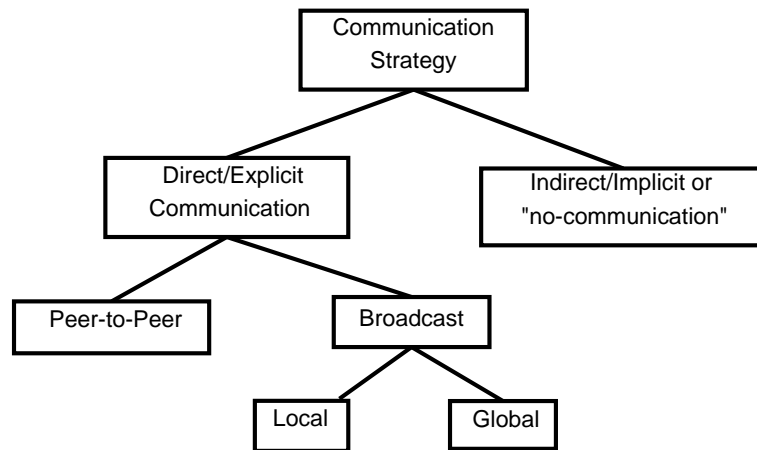 Communication
Strategy
Direct/Explicit
Communication
Indirect/Implicit or
"no-communication"
Peer-to-Peer
Broadcast
Local
Global